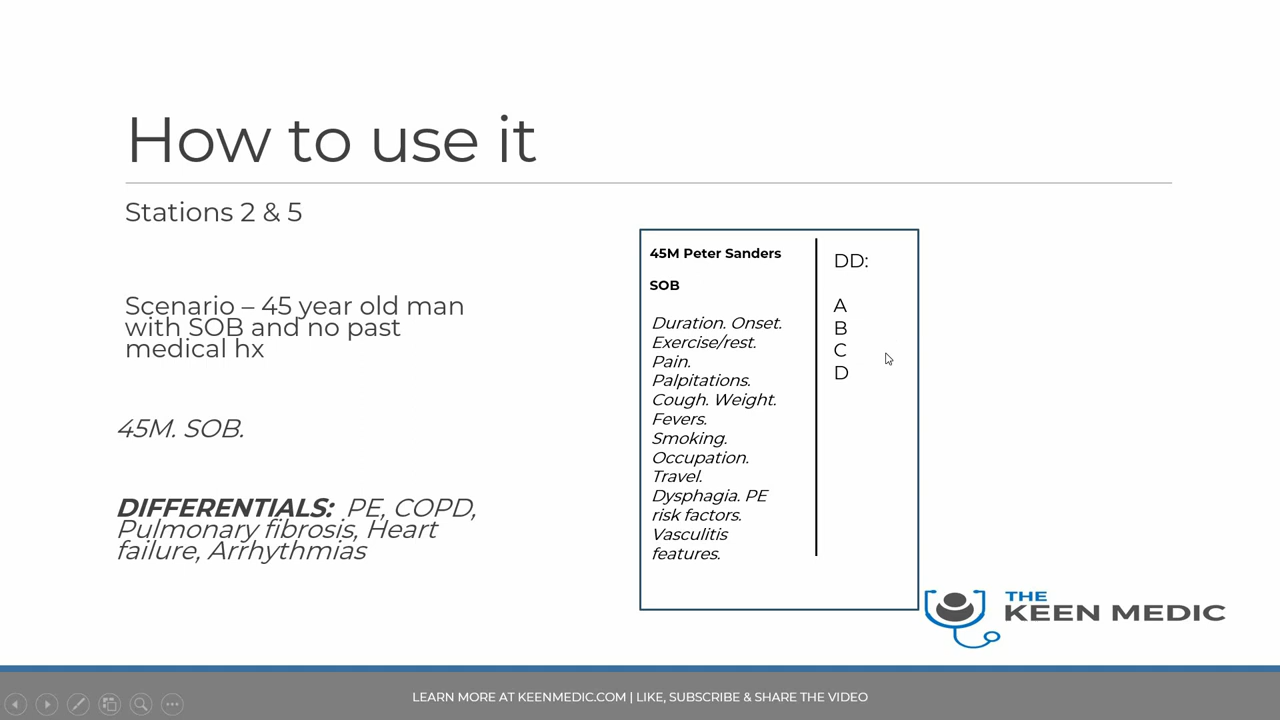 How to use it
Stations 2 & 5
Scenario – 45 year old man
with SOB and no past
medical hx
45M. SOB.
DIFFERENTIALS: PE, COPD,
Pulmonary fibrosis, Heart
failure, Arrhythmias
45M Peter Sanders
SOB
Duration. Onset.
Exercise/rest.
Pain.
Palpitations.
Cough. Weight.
Fevers.
Smoking.
Occupation.
Travel.
Dysphagia. PE
risk factors.
Vasculitis
features.
DD:
A
B
C
D
THE
KEEN MEDIC
LEARN MORE AT KEENMEDIC.COM | LIKE, SUBSCRIBE & SHARE THE VIDEO